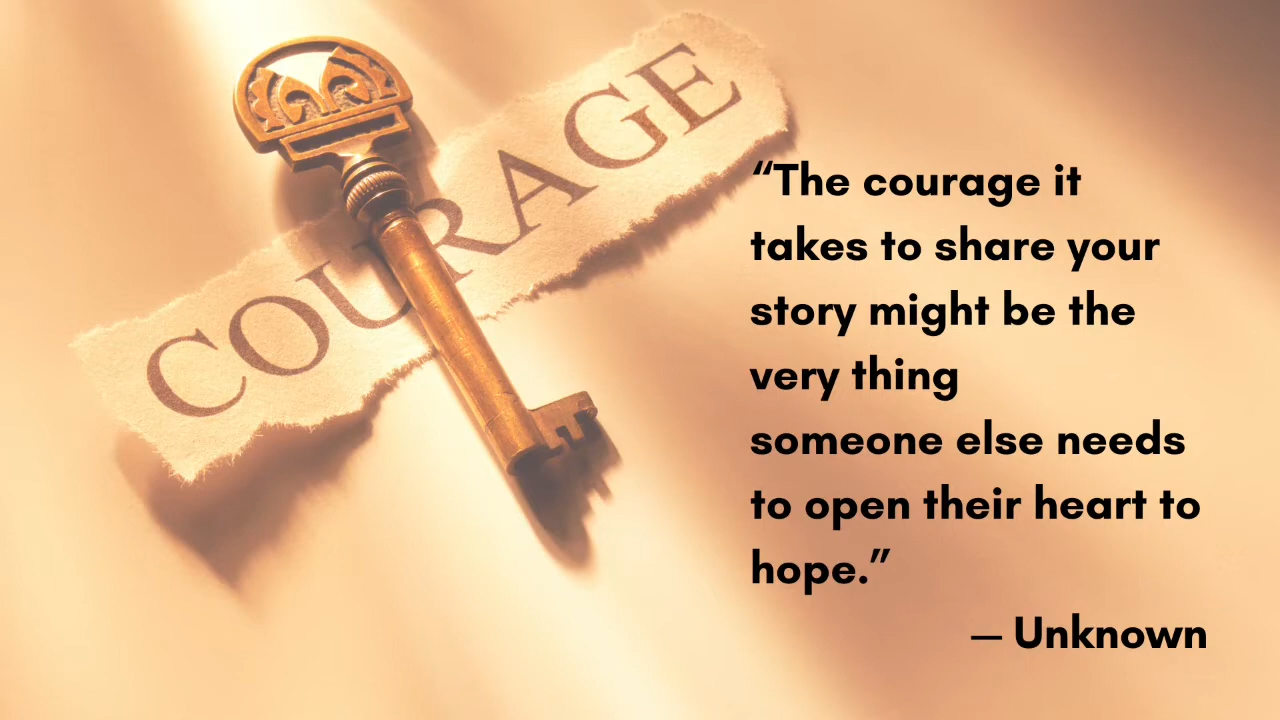 COURAGE
“The courage it
takes to share your
story might be the
very thing
someone else needs
to open their heart to
hope.”
— Unknown